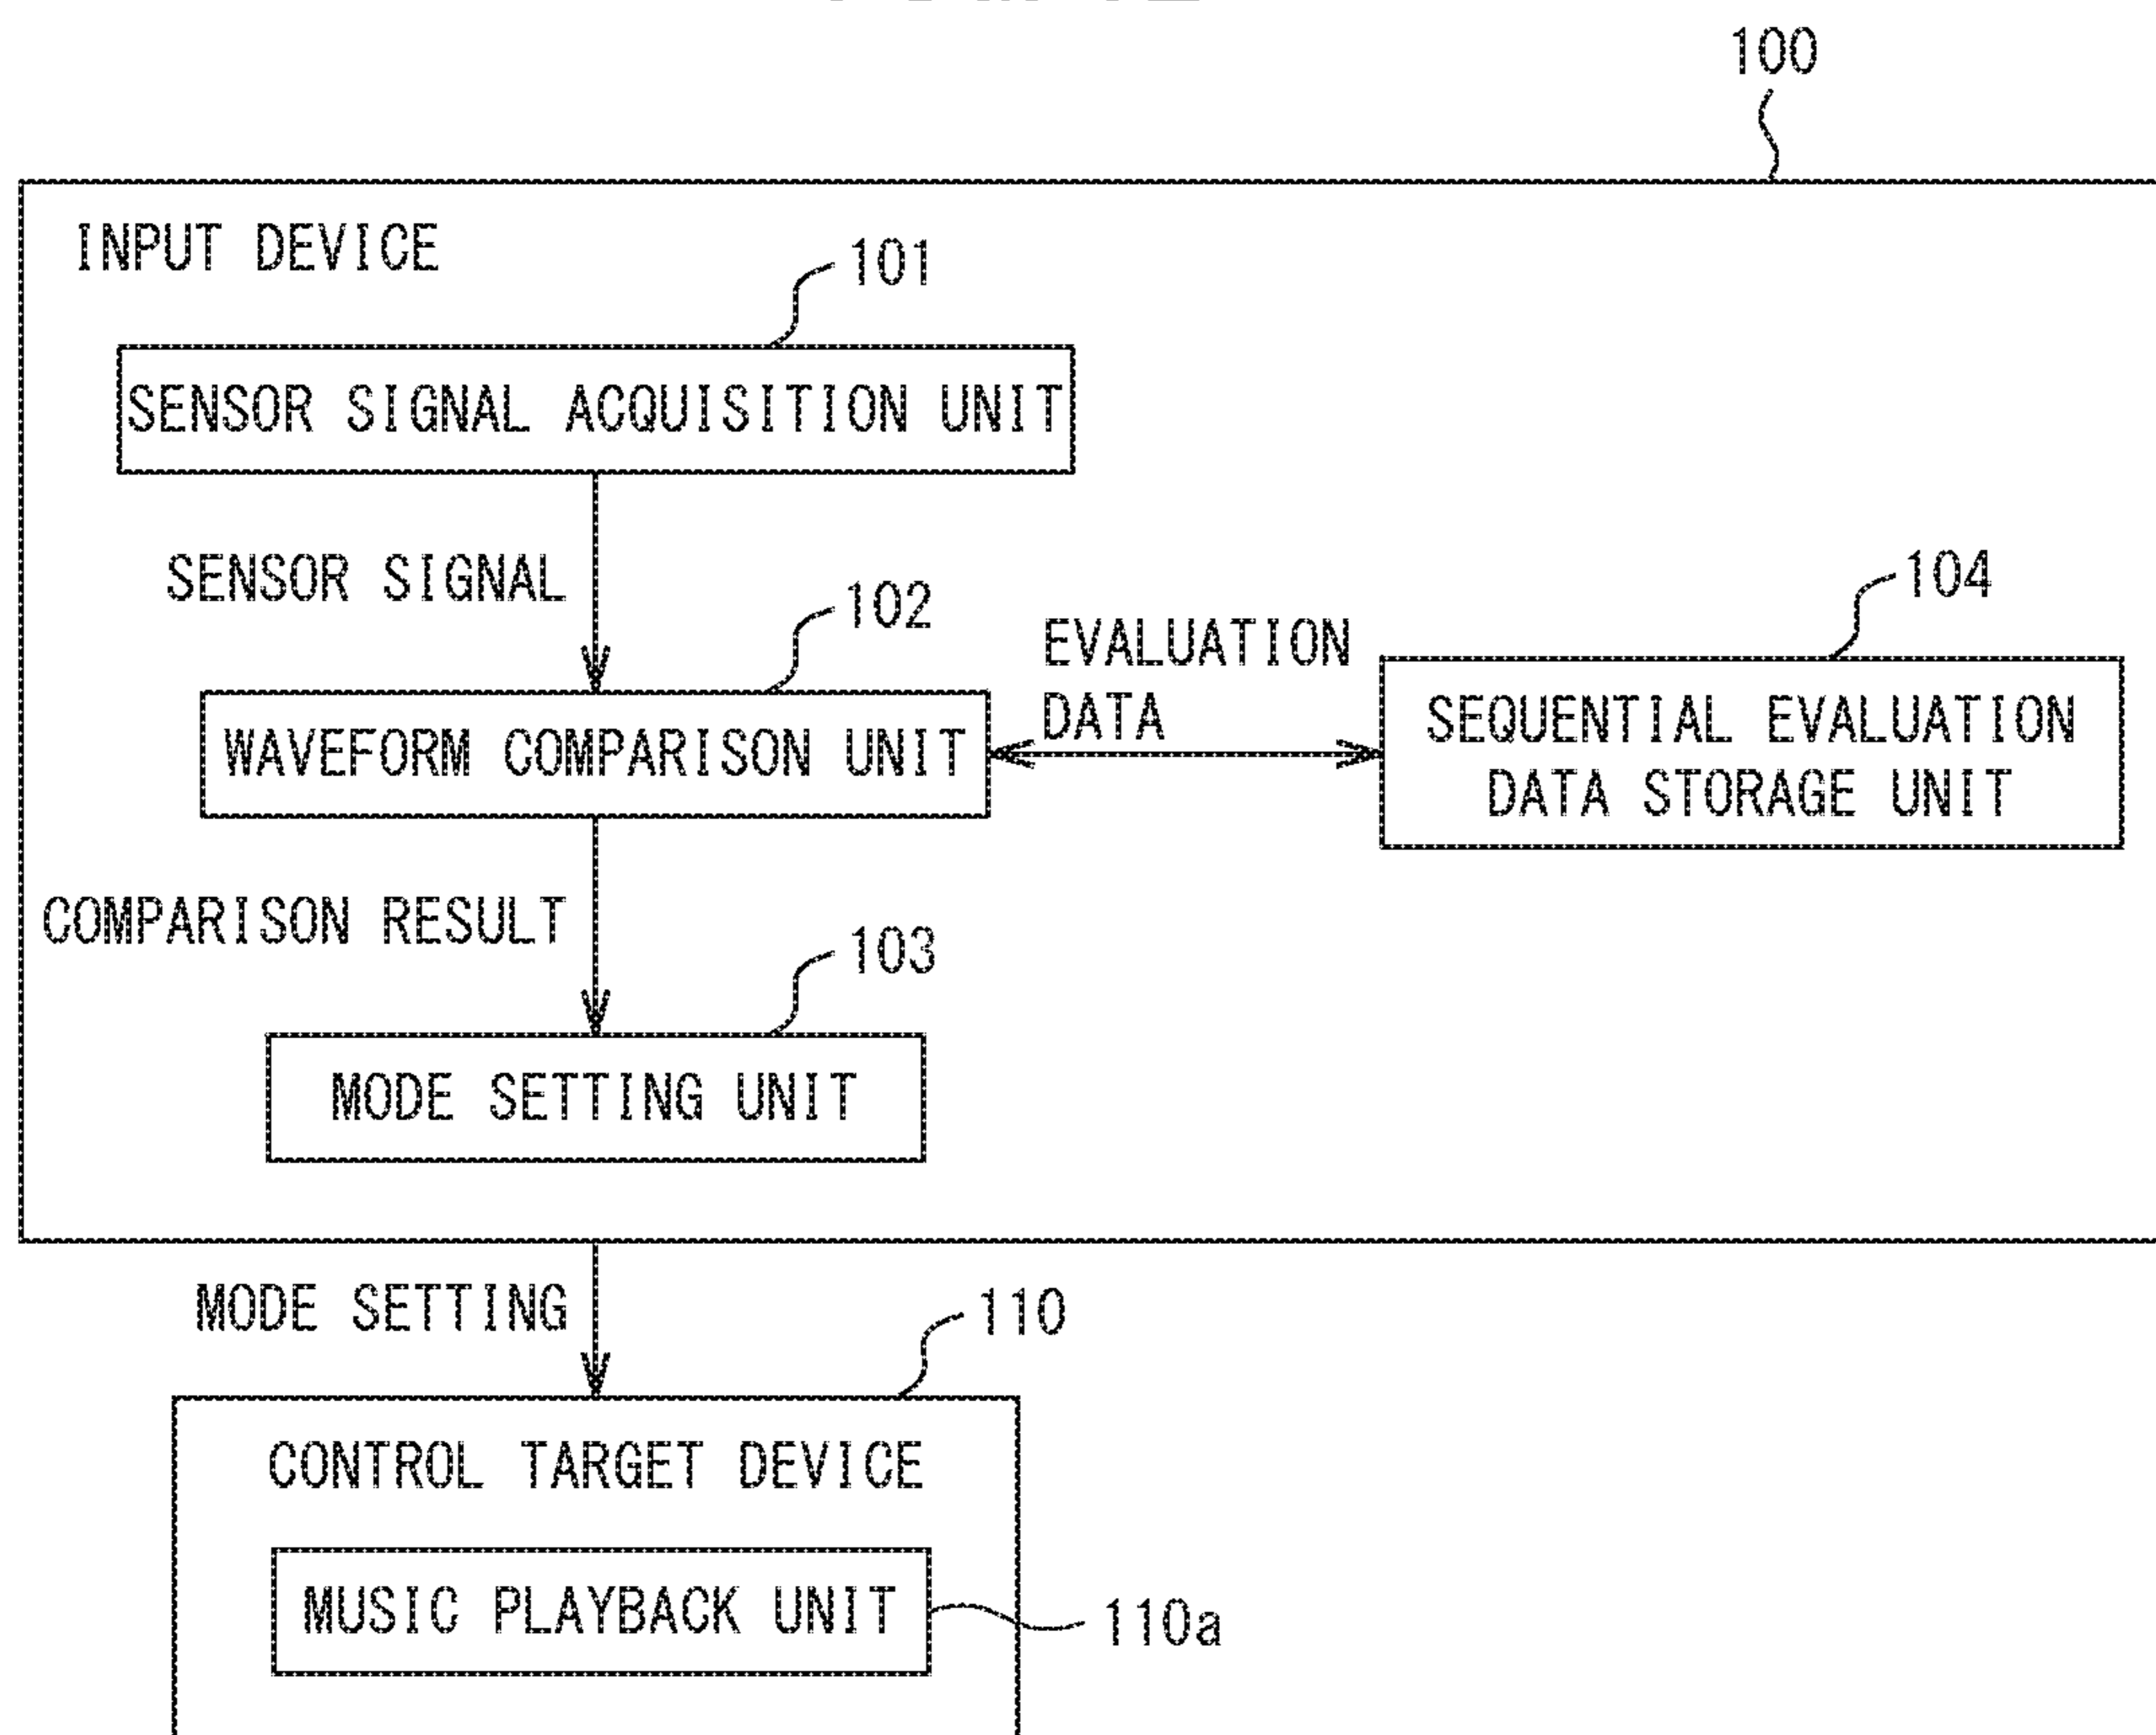 100
INPUT DEVICE
101
SENSOR SIGNAL ACQUISITION UNIT
SENSOR SIGNAL
102
EVALUATION
DATA
104
WAVEFORM COMPARISON UNIT
SEQUENTIAL EVALUATION
DATA STORAGE UNIT
COMPARISON RESULT
103
MODE SETTING UNIT
MODE SETTING
110
CONTROL TARGET DEVICE
MUSIC PLAYBACK UNIT
110a